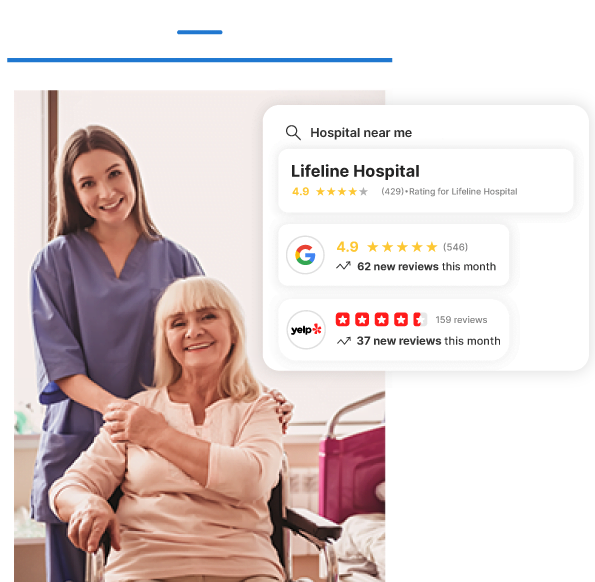 Hospital near me
Lifeline Hospital
4.9 (429)•Rating for Lifeline Hospital
4.9 (546)
62 new reviews this month
yelp
159 reviews
37 new reviews this month